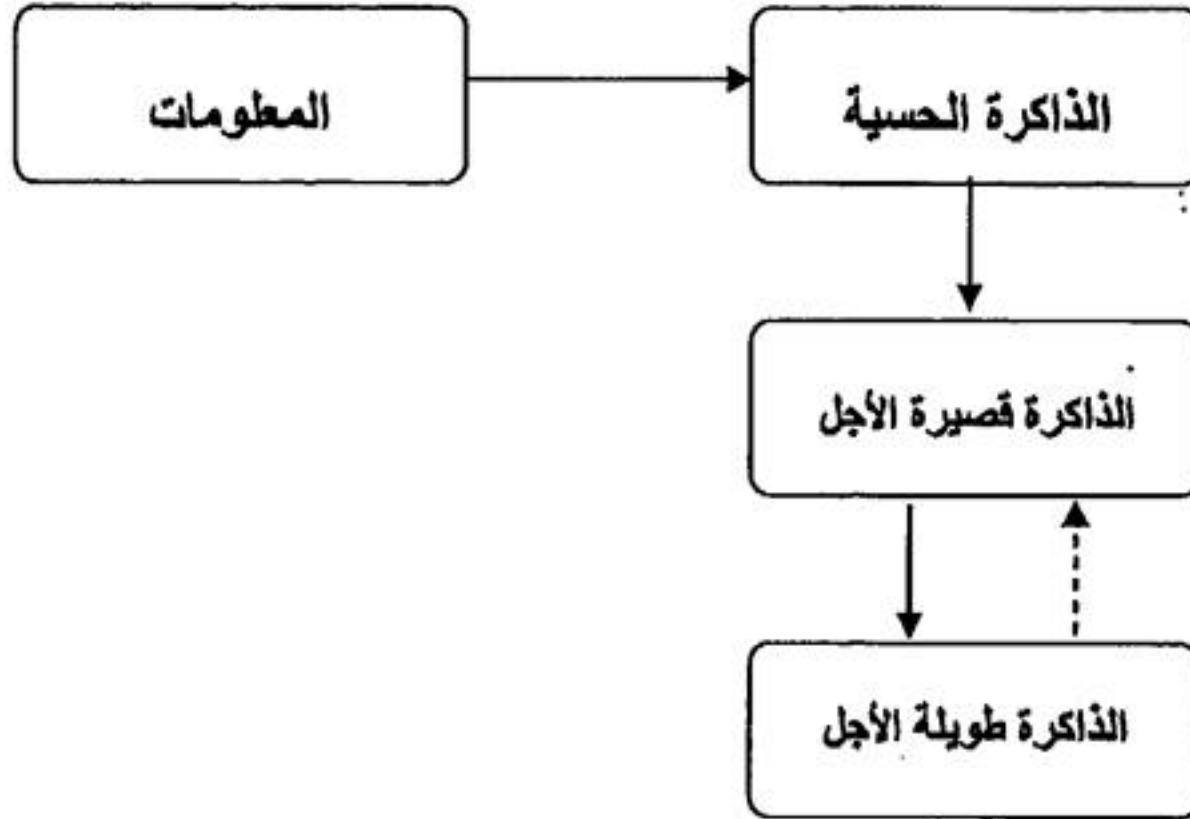 المعلومات
الذاكرة الحسية
الذاكرة قصيرة الأجل
الذاكرة طويلة الأجل